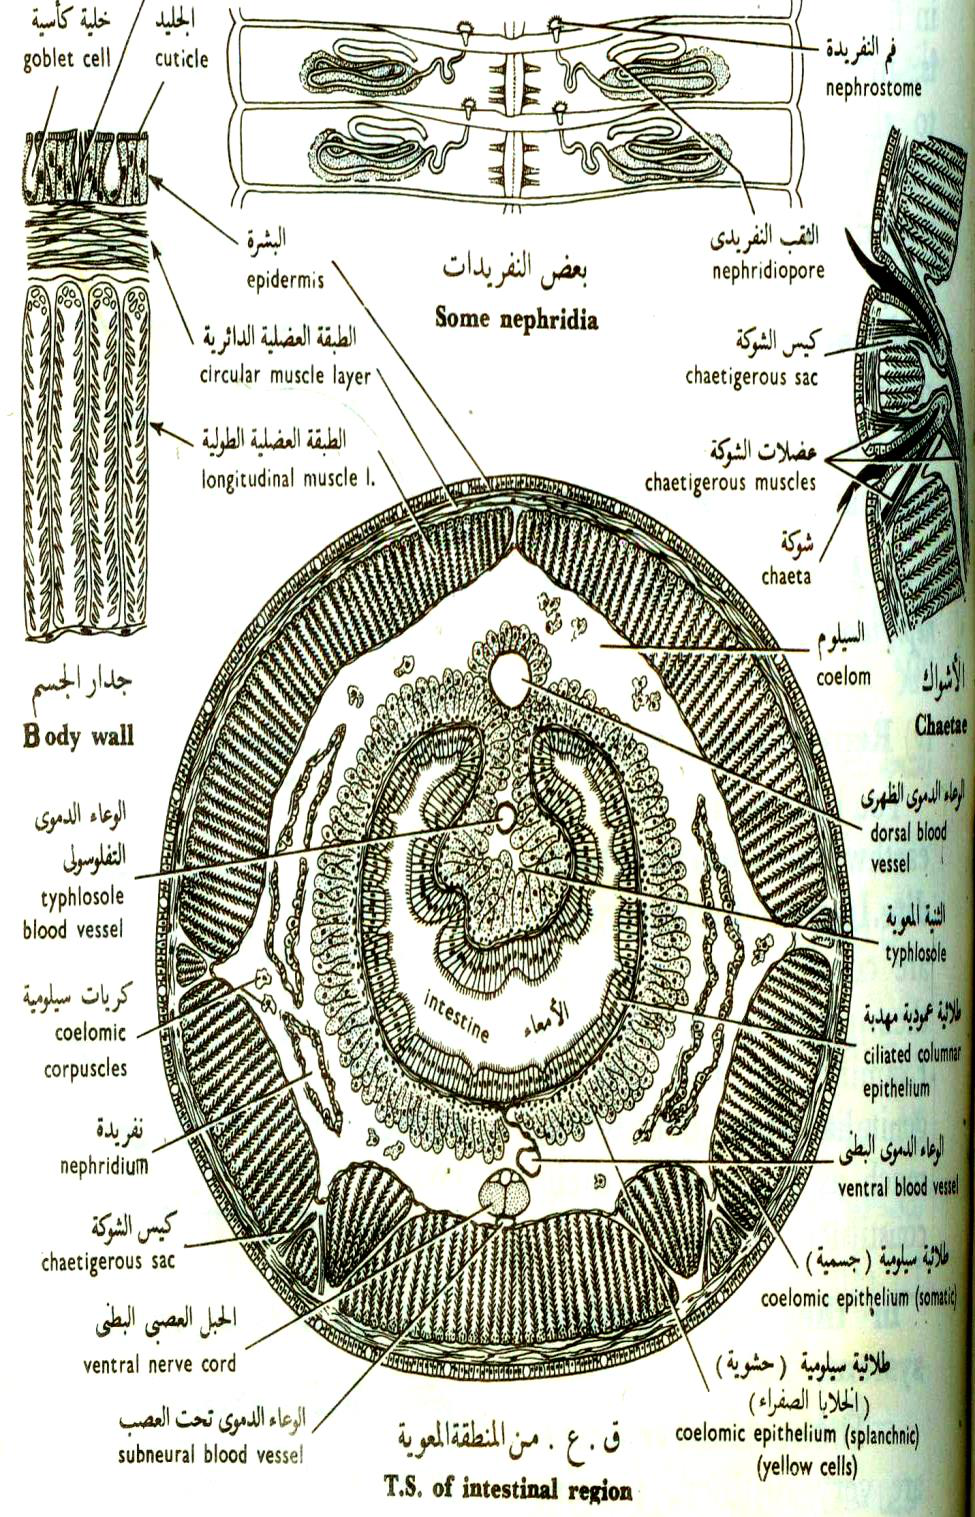 خلية كأسية
goblet cell
الجليد
cuticle
فم النفريدة
nephrostome
البشرة
epidermis
بعض النفريدات
Some nephridia
الثقب النفريدى
nephridiopore
الطبقة العضلية الدائرية
circular muscle layer
كيس الشوكة
chaetigerous sac
الطبقة العضلية الطولية
longitudinal muscle l.
عضلات الشوكة
chaetigerous muscles
شوكة
chaeta
السيلوم
coelom
جدار الجسم
Body wall
الأشواك
Chaetae
الوعاء الدموى
التفلوسولى
typhlosole
blood vessel
الوعاء الدموى الظهرى
dorsal blood
vessel
الثنية المعوية
typhlosole
كريات سيلومية
coelomic
corpuscles
intestine الأمعاء
طلائية عمودية مهدبة
ciliated columnar
epithelium
نفريدة
nephridium
الوعاء الدموى البطنى
ventral blood vessel
كيس الشوكة
chaetigerous sac
طلائية سيلومية (جسمية)
coelomic epithelium (somatic)
الحبل العصبى البطنى
ventral nerve cord
طلائية سيلومية (حشوية)
(الخلايا الصفراء)
coelomic epithelium (splanchnic)
(yellow cells)
الوعاء الدموى تحت العصب
subneural blood vessel
ق . ع . من المنطقة المعوية
T.S. of intestinal region